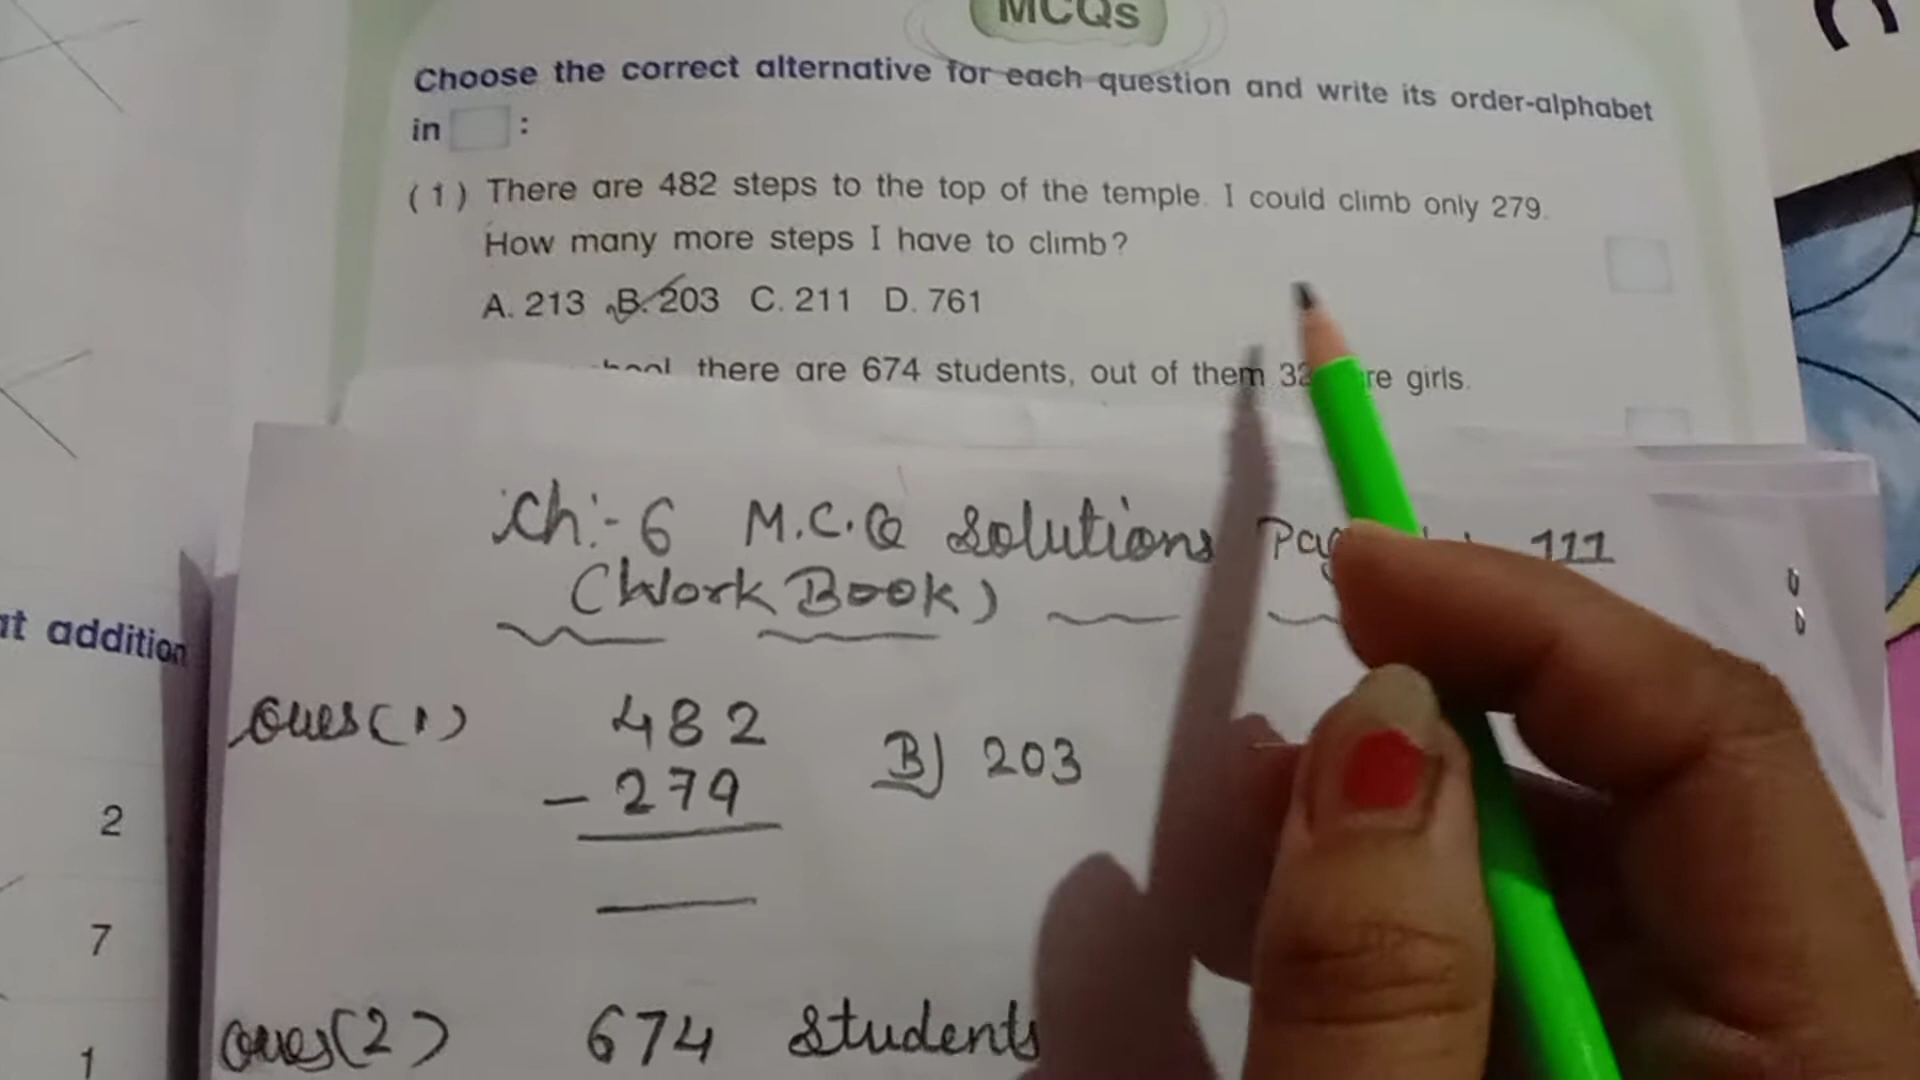 MCQs
Choose the correct alternative for each question and write its order-alphabet
in :
(1) There are 482 steps to the top of the temple. I could climb only 279.
How many more steps I have to climb?
A. 213 B. 203 C. 211 D. 761
there are 674 students, out of them girls.
Ch:- 6 M.C.Q Solutions 111
(Work Book)
addition
Ques(1) 482
- 279
B) 203
2
7
Ques(2) 674 Students
1